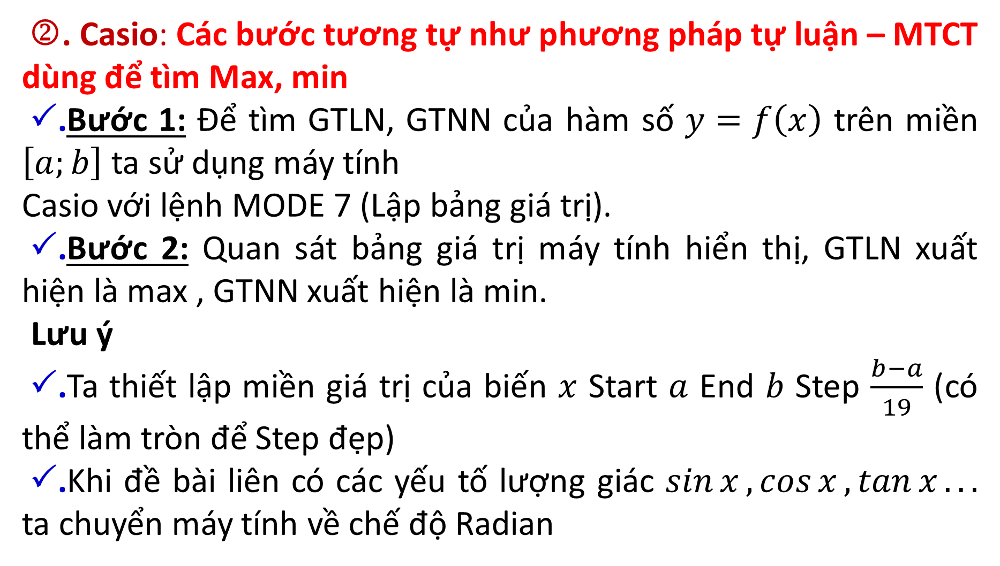 ②. Casio: Các bước tương tự như phương pháp tự luận – MTCT
dùng để tìm Max, min
✓.Bước 1: Để tìm GTLN, GTNN của hàm số y = f(x) trên miền
[a; b] ta sử dụng máy tính
Casio với lệnh MODE 7 (Lập bảng giá trị).
✓.Bước 2: Quan sát bảng giá trị máy tính hiển thị, GTLN xuất
hiện là max , GTNN xuất hiện là min.
Lưu ý
✓.Ta thiết lập miền giá trị của biến x Start a End b Step \frac{b-a}{19} (có
thể làm tròn để Step đẹp)
✓.Khi đề bài liên có các yếu tố lượng giác sin x , cos x , tan x ...
ta chuyển máy tính về chế độ Radian